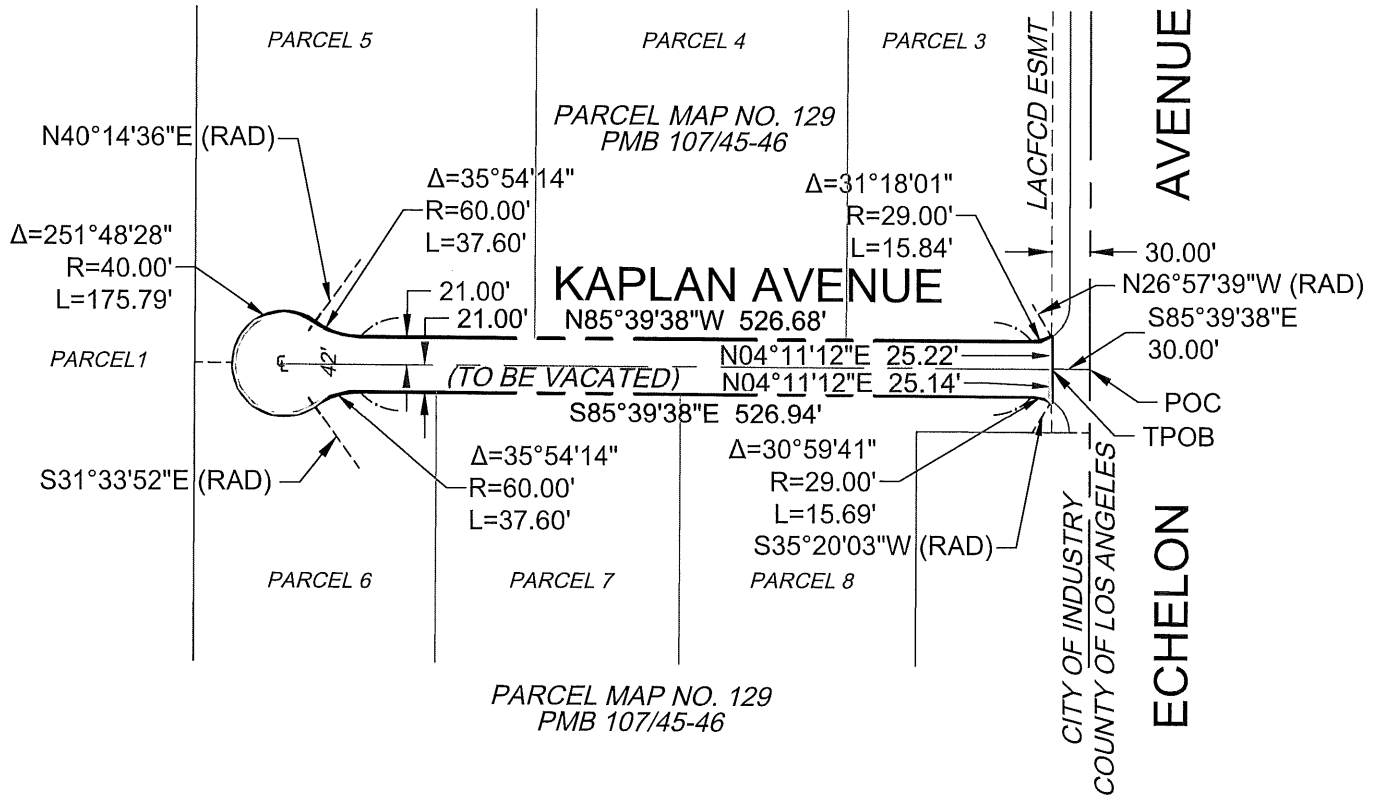 PARCEL 5
PARCEL 4
PARCEL 3
LACFCD ESMT
AVENUE
PARCEL MAP NO. 129
PMB 107/45-46
N40°14'36"E (RAD)
Δ=35°54'14"
R=60.00'
L=37.60'
Δ=31°18'01"
R=29.00'
L=15.84'
Δ=251°48'28"
R=40.00'
L=175.79'
30.00'
N26°57'39"W (RAD)
S85°39'38"E
30.00'
KAPLAN AVENUE
21.00'
21.00'
N85°39'38"W 526.68'
PARCEL1
℄
42'
N04°11'12"E 25.22'
(TO BE VACATED)
N04°11'12"E 25.14'
S85°39'38"E 526.94'
POC
TPOB
Δ=35°54'14"
R=60.00'
L=37.60'
Δ=30°59'41"
R=29.00'
L=15.69'
S31°33'52"E (RAD)
S35°20'03"W (RAD)
PARCEL 6
PARCEL 7
PARCEL 8
CITY OF INDUSTRY
COUNTY OF LOS ANGELES
ECHELON
PARCEL MAP NO. 129
PMB 107/45-46